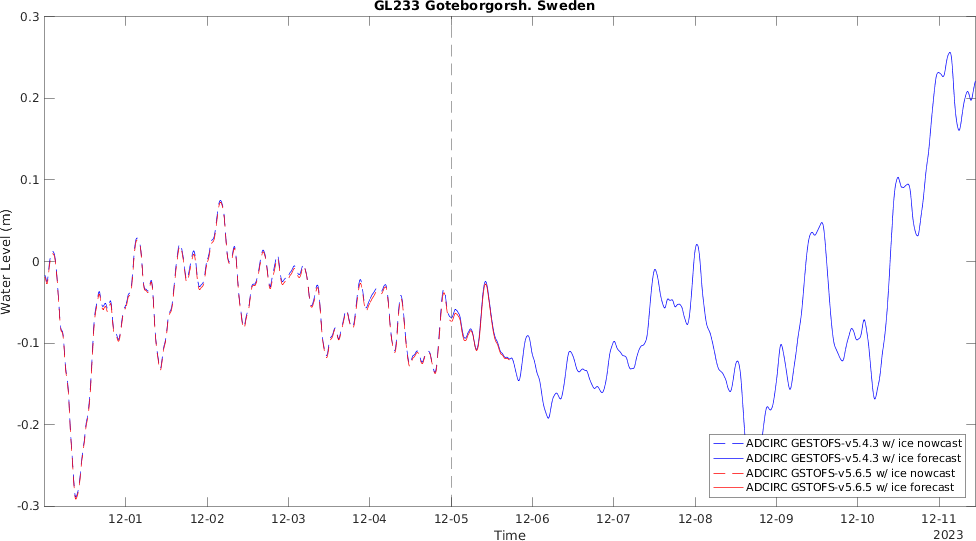 GL233 Goteborgorsh. Sweden
0.3
0.2
0.1
0
-0.1
-0.2
-0.3
Water Level (m)
ADCIRC GESTOFS-v5.4.3 w/ ice nowcast
ADCIRC GESTOFS-v5.4.3 w/ ice forecast
ADCIRC GSTOFS-v5.6.5 w/ ice nowcast
ADCIRC GSTOFS-v5.6.5 w/ ice forecast
12-01 12-02 12-03 12-04 12-05 12-06 12-07 12-08 12-09 12-10 12-11
Time 2023